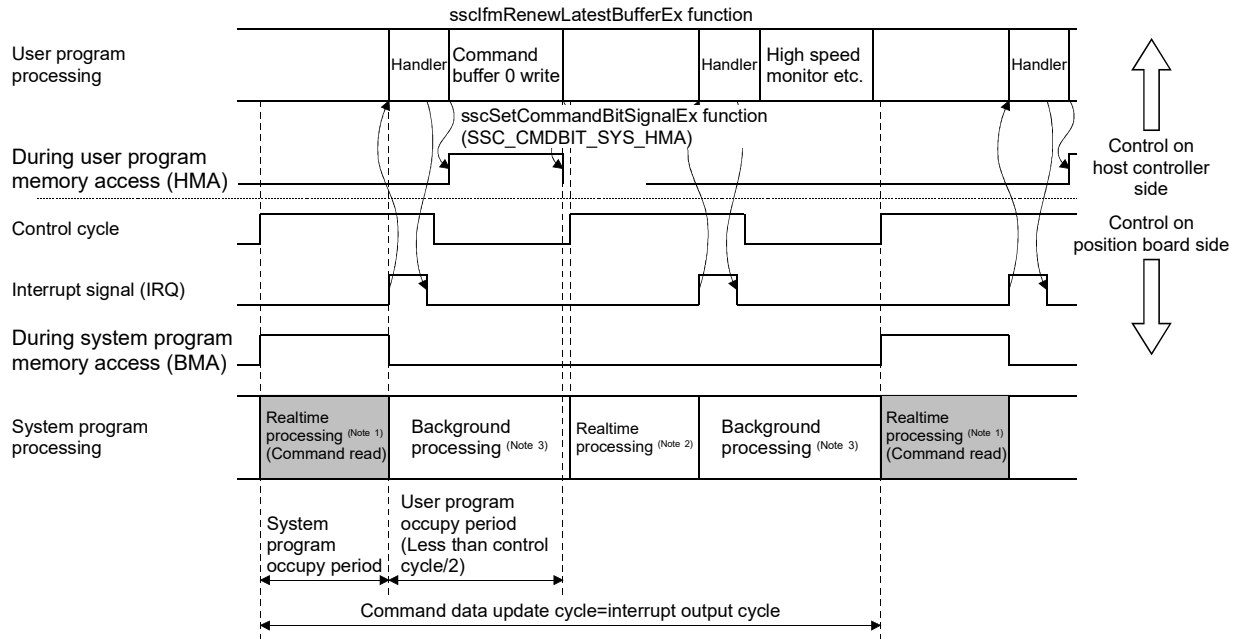 sscIfmRenewLatestBufferEx function
User program
processing
Handler
Command
buffer 0 write
Handler
High speed
monitor etc.
Handler
sscSetCommandBitSignalEx function
(SSC_CMDBIT_SYS_HMA)
During user program
memory access (HMA)
Control on
host controller
side
Control cycle
Control on
position board side
Interrupt signal (IRQ)
During system program
memory access (BMA)
System program
processing
Realtime
processing (Note 1)
(Command read)
Background
processing (Note 3)
Realtime
processing (Note 2)
Background
processing (Note 3)
Realtime
processing (Note 1)
(Command read)
System
program
occupy period
User program
occupy period
(Less than control
cycle/2)
Command data update cycle=interrupt output cycle